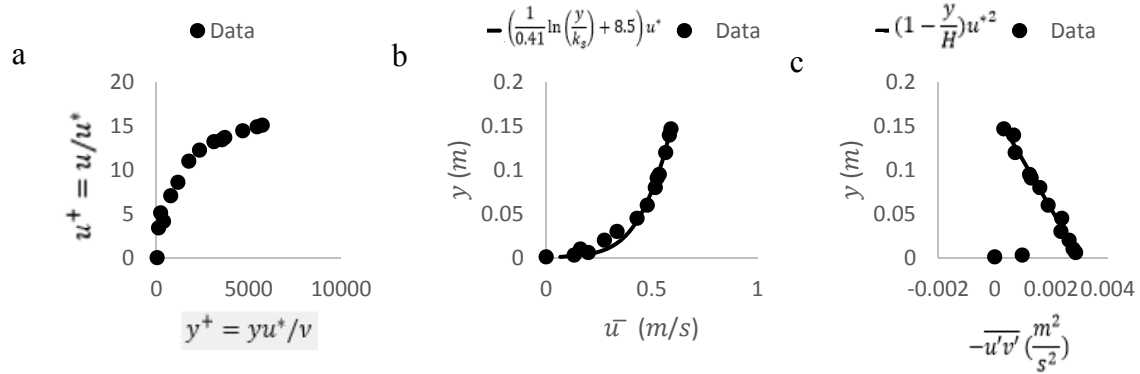 a
Data
20
15
10
5
0
0 5000 10000
u⁺ = u/u*
y⁺ = yu*/v
b
(1/0.41 ln(y/kₛ) + 8.5) u*
Data
0.2
0.15
0.1
0.05
0
0 0.5 1
y (m)
u̅ (m/s)
c
(1 − y/H)u*²
Data
0.2
0.15
0.1
0.05
0
-0.002 0 0.002 0.004
y (m)
−u′v′ (m²/s²)